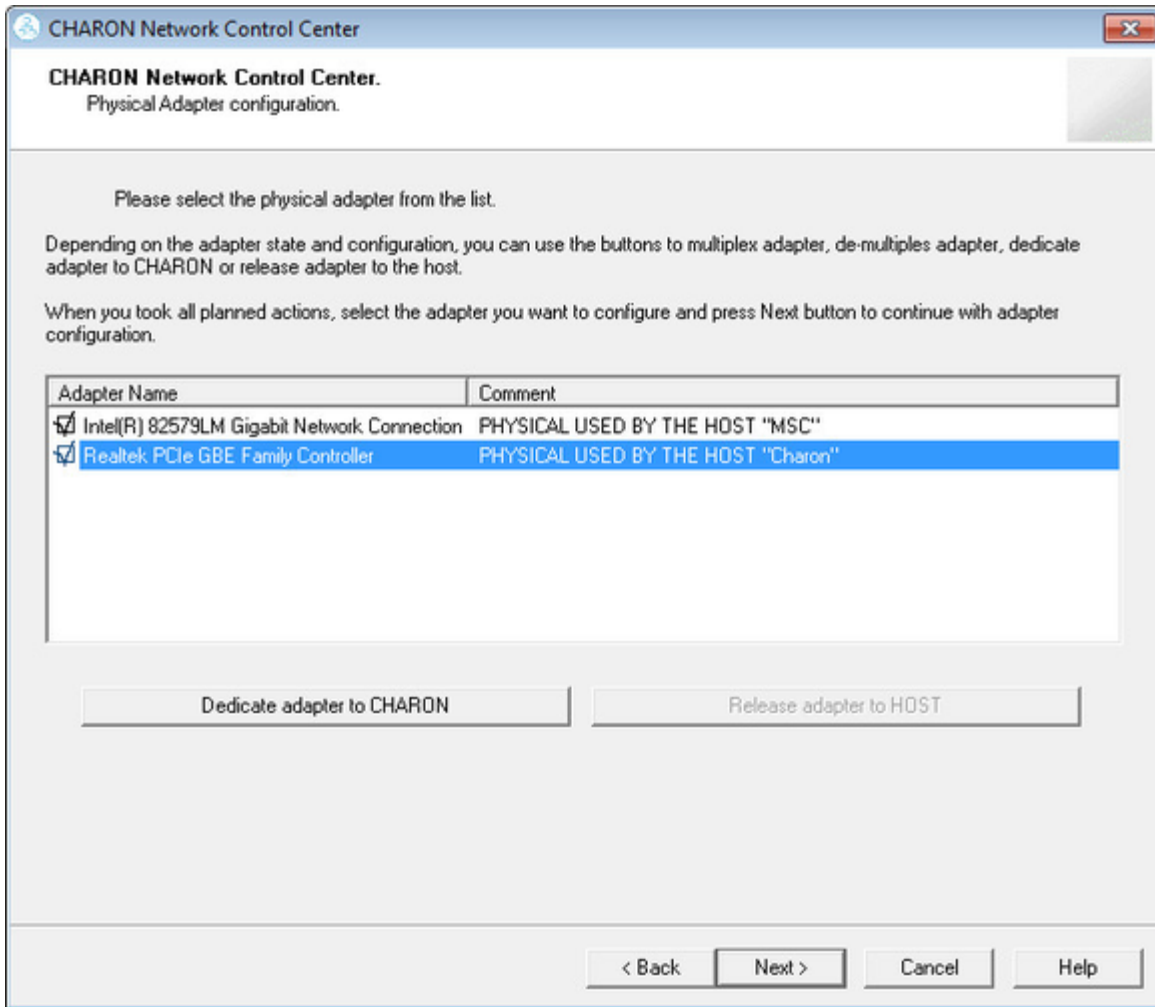 CHARON Network Control Center
CHARON Network Control Center.
Physical Adapter configuration.
Please select the physical adapter from the list.
Depending on the adapter state and configuration, you can use the buttons to multiplex adapter, de-multiples adapter, dedicate
adapter to CHARON or release adapter to the host.
When you took all planned actions, select the adapter you want to configure and press Next button to continue with adapter
configuration.
Adapter Name Comment
Intel(R) 82579LM Gigabit Network Connection PHYSICAL USED BY THE HOST "MSC"
Realtek PCIe GBE Family Controller PHYSICAL USED BY THE HOST "Charon"
Dedicate adapter to CHARON Release adapter to HOST
< Back Next > Cancel Help